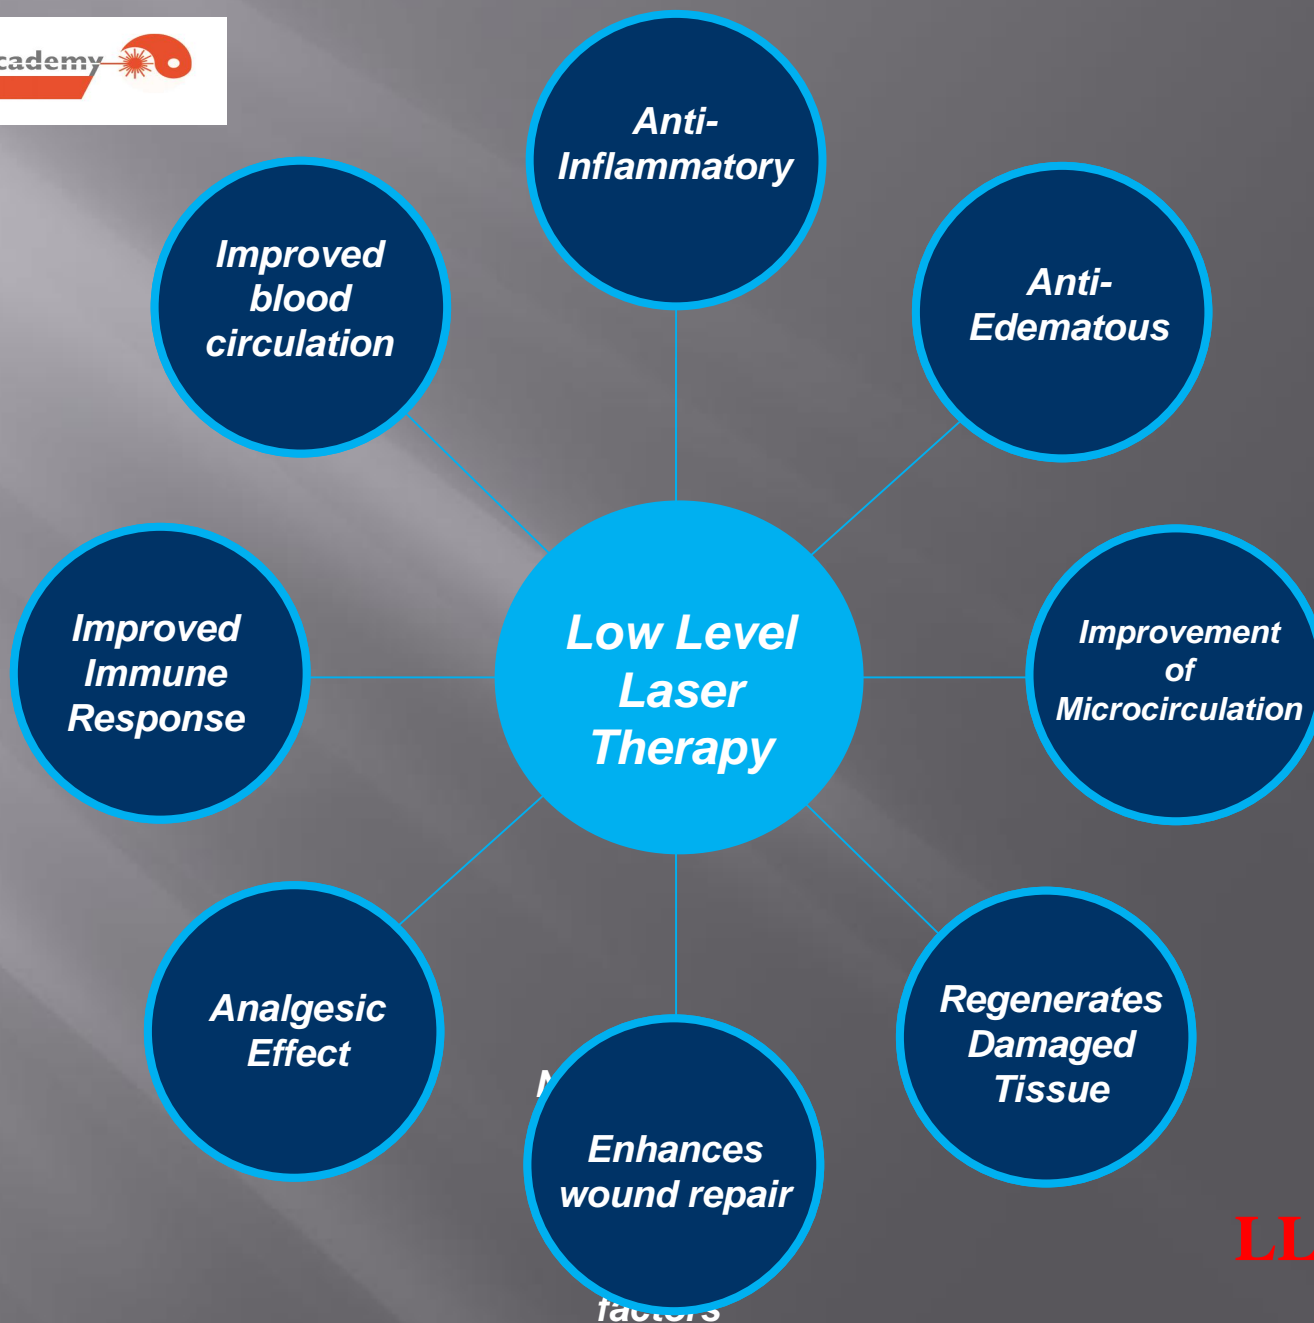 Anti-
Inflammatory
Improved
blood
circulation
Anti-
Edematous
Low Level
Laser
Therapy
Improved
Immune
Response
Improvement
of
Microcirculation
Analgesic
Effect
Regenerates
Damaged
Tissue
Enhances
wound repair
factors